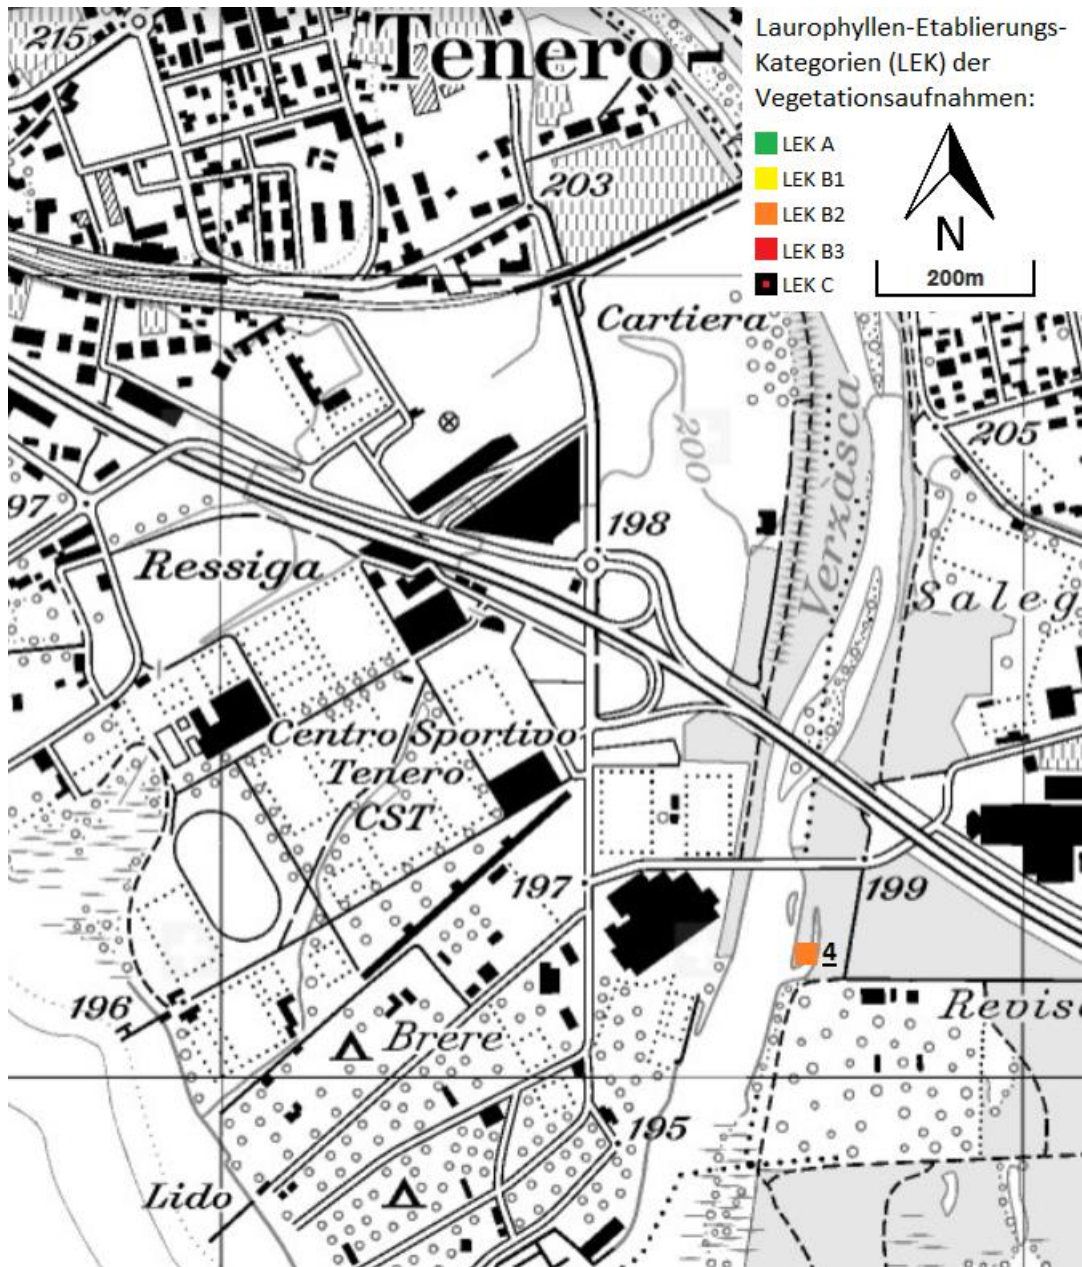 215
Tenero-
Laurophyllen-Etablierungs-
Kategorien (LEK) der
Vegetationsaufnahmen:
LEK A
LEK B1
LEK B2
LEK B3
LEK C
N
200m
203
Cartiera
205
200
97
198
Verzasca
Ressiga
Saleg
Centro Sportivo
Tenero
CST
197
199
4
196
Brere
Revis
195
Lido